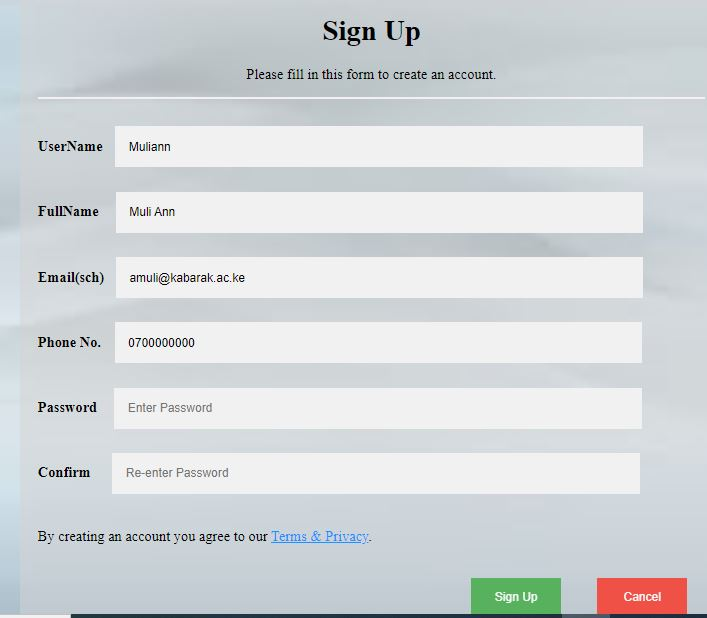 Sign Up
Please fill in this form to create an account.
UserName Muliann
FullName Muli Ann
Email(sch) amuli@kabarak.ac.ke
Phone No. 0700000000
Password Enter Password
Confirm Re-enter Password
By creating an account you agree to our Terms & Privacy.
Sign Up Cancel